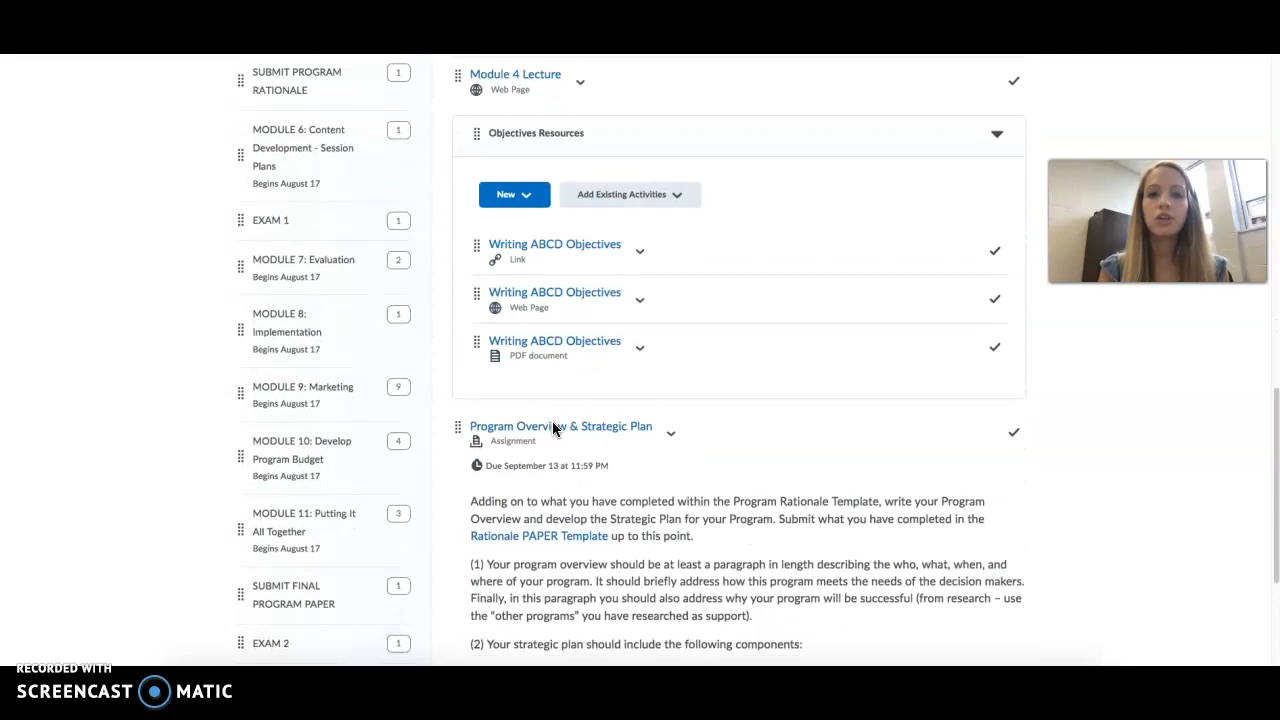 SUBMIT PROGRAM
RATIONALE
1
MODULE 6: Content
Development - Session
Plans
Begins August 17
1
EXAM 1
1
MODULE 7: Evaluation
Begins August 17
2
MODULE 8:
Implementation
Begins August 17
1
MODULE 9: Marketing
Begins August 17
9
MODULE 10: Develop
Program Budget
Begins August 17
4
MODULE 11: Putting It
All Together
Begins August 17
3
SUBMIT FINAL
PROGRAM PAPER
1
EXAM 2
1
Module 4 Lecture
Web Page
Objectives Resources
New
Add Existing Activities
Writing ABCD Objectives
Link
Writing ABCD Objectives
Web Page
Writing ABCD Objectives
PDF document
Program Overview & Strategic Plan
Assignment
Due September 13 at 11:59 PM
Adding on to what you have completed within the Program Rationale Template, write your Program
Overview and develop the Strategic Plan for your Program. Submit what you have completed in the
Rationale PAPER Template up to this point.
(1) Your program overview should be at least a paragraph in length describing the who, what, when, and
where of your program. It should briefly address how this program meets the needs of the decision makers.
Finally, in this paragraph you should also address why your program will be successful (from research – use
the “other programs” you have researched as support).
(2) Your strategic plan should include the following components:
RECORDED WITH
SCREENCAST MATIC